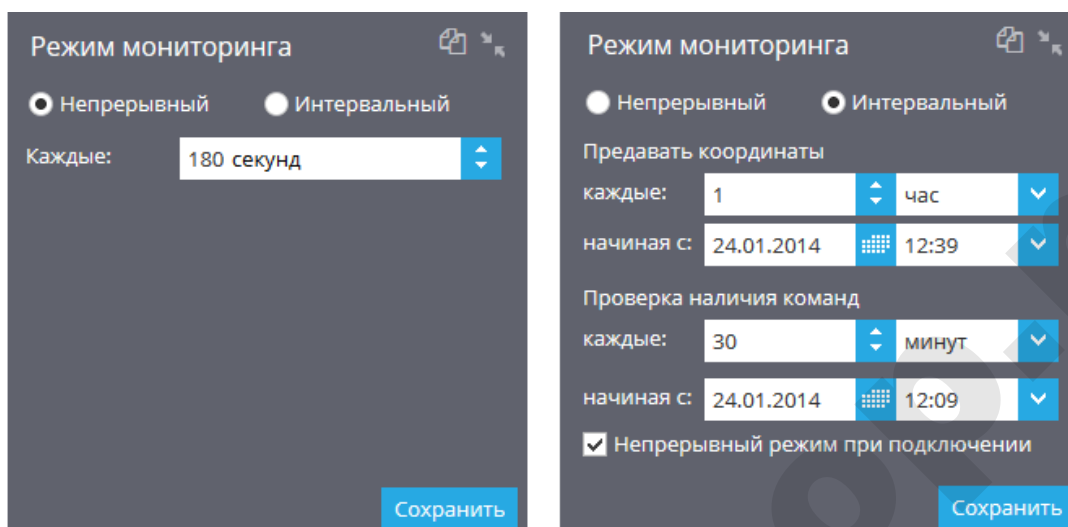 Режим мониторинга
Непрерывный Интервальный
Каждые: 180 секунд
Сохранить
Режим мониторинга
Непрерывный Интервальный
Предавать координаты
каждые: 1 час
начиная с: 24.01.2014 12:39
Проверка наличия команд
каждые: 30 минут
начиная с: 24.01.2014 12:09
Непрерывный режим при подключении
Сохранить